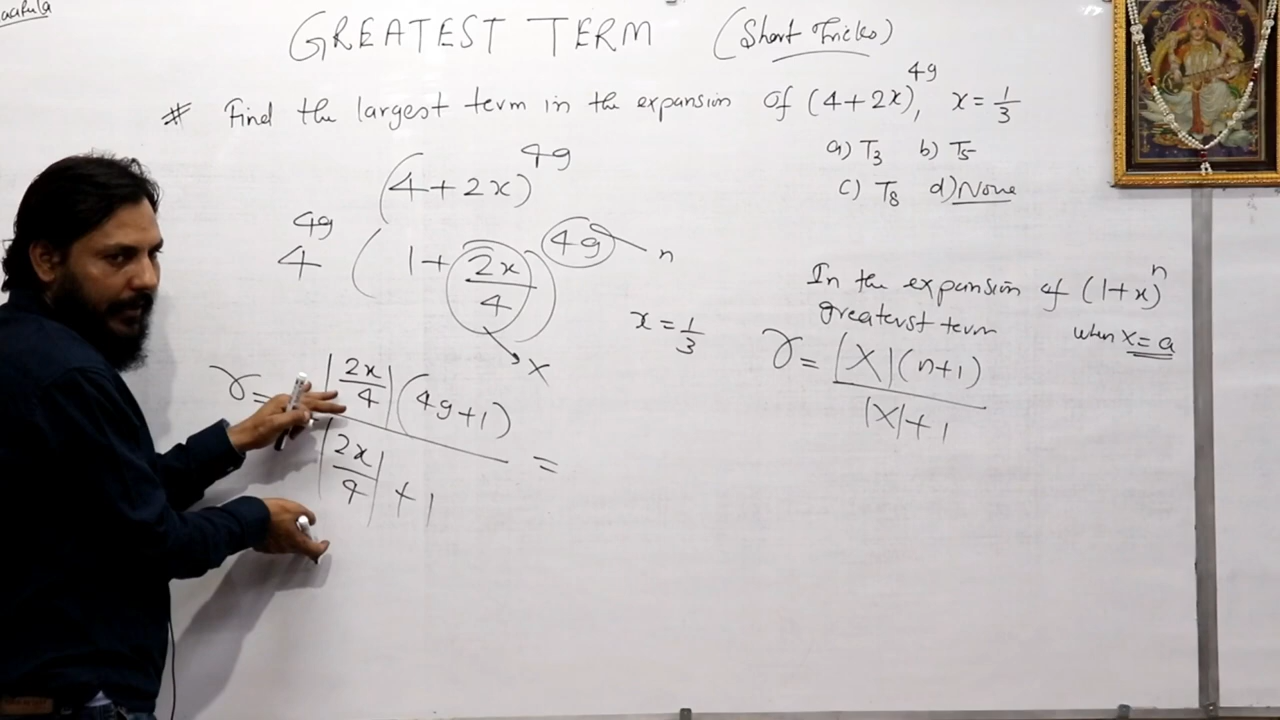 GREATEST TERM (Short Tricks)
# Find the largest term in the expansion of (4+2x)^49, x = 1/3
a) T3 b) T5
c) T8 d) None
(4+2x)^49
4^49 (1 + 2x/4)^49 n
X
x = 1/3
r = |2x/4| (49+1) / |2x/4| + 1 =
In the expansion of (1+x)^n
greaterst term when x = a
r = |X|(n+1) / |X|+1